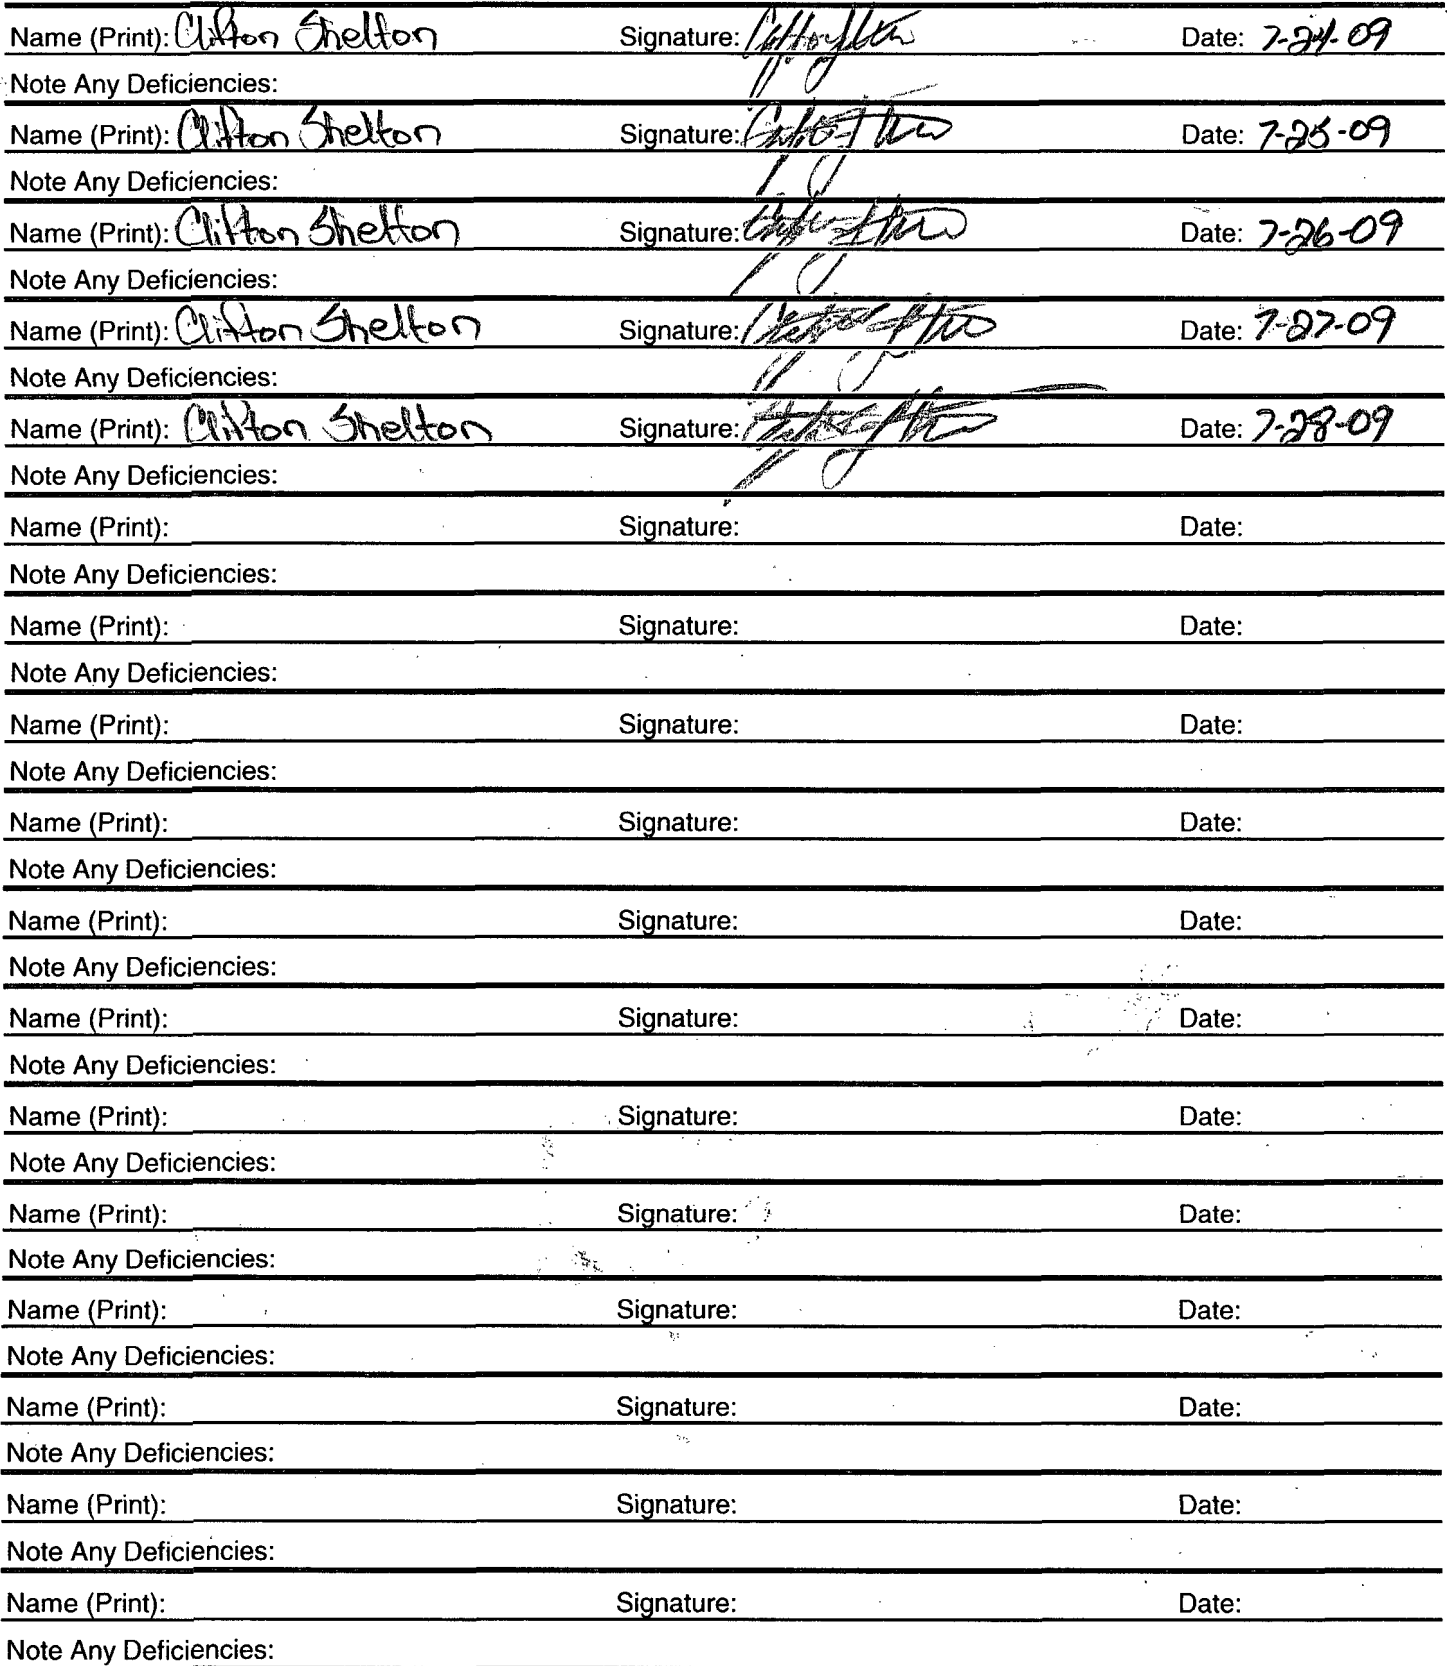 Name (Print): Clifton Shelton Signature: Date: 7-24-09
Note Any Deficiencies:
Name (Print): Clifton Shelton Signature: Date: 7-25-09
Note Any Deficiencies:
Name (Print): Clifton Shelton Signature: Date: 7-26-09
Note Any Deficiencies:
Name (Print): Clifton Shelton Signature: Date: 7-27-09
Note Any Deficiencies:
Name (Print): Clifton Shelton Signature: Date: 7-28-09
Note Any Deficiencies:
Name (Print): Signature: Date:
Note Any Deficiencies:
Name (Print): Signature: Date:
Note Any Deficiencies:
Name (Print): Signature: Date:
Note Any Deficiencies:
Name (Print): Signature: Date:
Note Any Deficiencies:
Name (Print): Signature: Date:
Note Any Deficiencies:
Name (Print): Signature: Date:
Note Any Deficiencies:
Name (Print): Signature: Date:
Note Any Deficiencies:
Name (Print): Signature: Date:
Note Any Deficiencies:
Name (Print): Signature: Date:
Note Any Deficiencies:
Name (Print): Signature: Date:
Note Any Deficiencies:
Name (Print): Signature: Date:
Note Any Deficiencies:
Name (Print): Signature: Date:
Note Any Deficiencies: